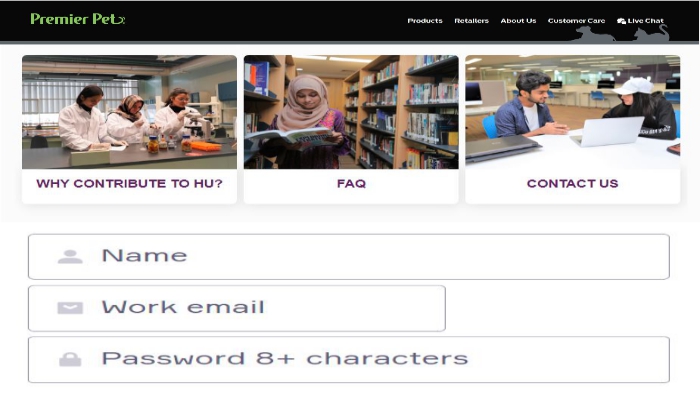 Premier Pet
Products Retailers About Us Customer Care Live Chat
WHY CONTRIBUTE TO HU? FAQ CONTACT US
Name
Work email
Password 8+ characters